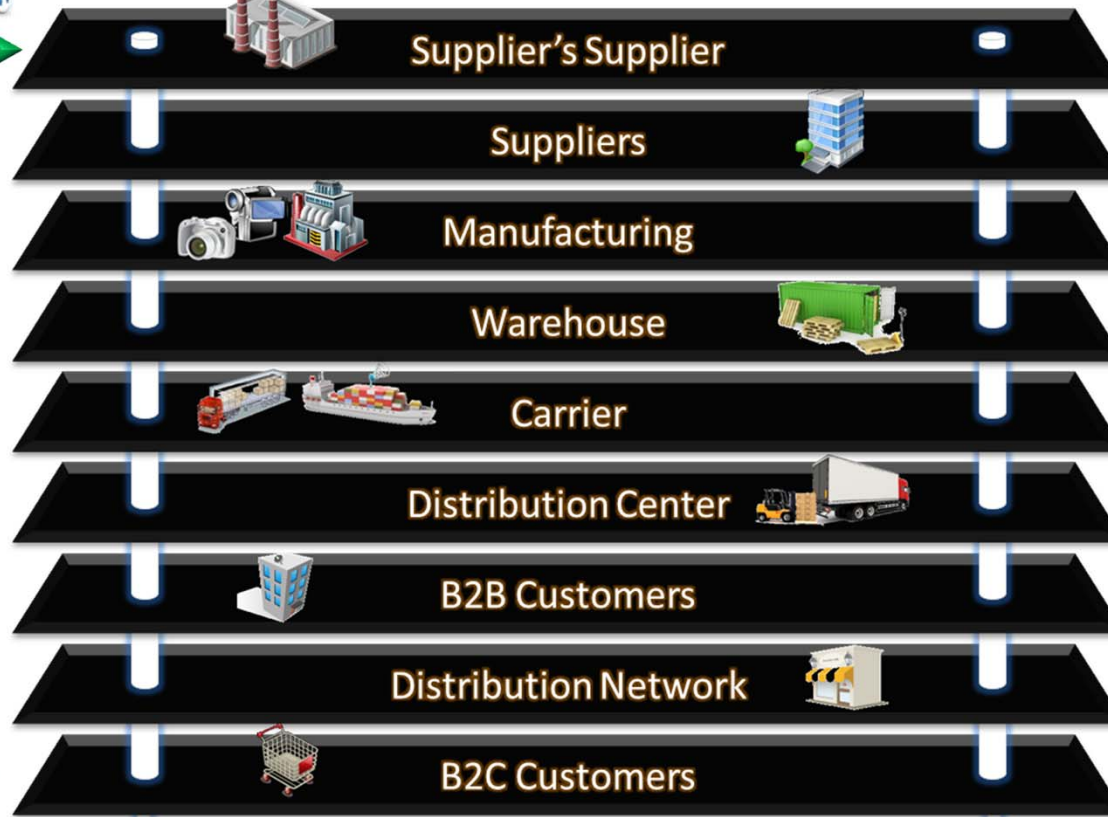 Supplier’s Supplier
Suppliers
Manufacturing
Warehouse
Carrier
Distribution Center
B2B Customers
Distribution Network
B2C Customers